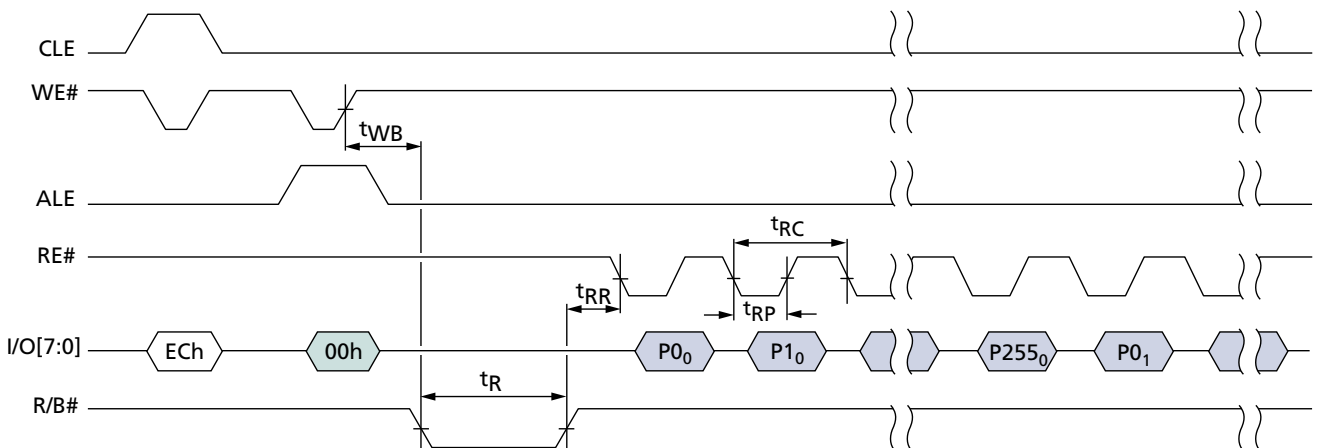 CLE
WE#
tWB
ALE
tRC
RE#
tRR
tRP
I/O[7:0]
ECh
00h
P0₀
P1₀
P255₀
P0₁
tR
R/B#